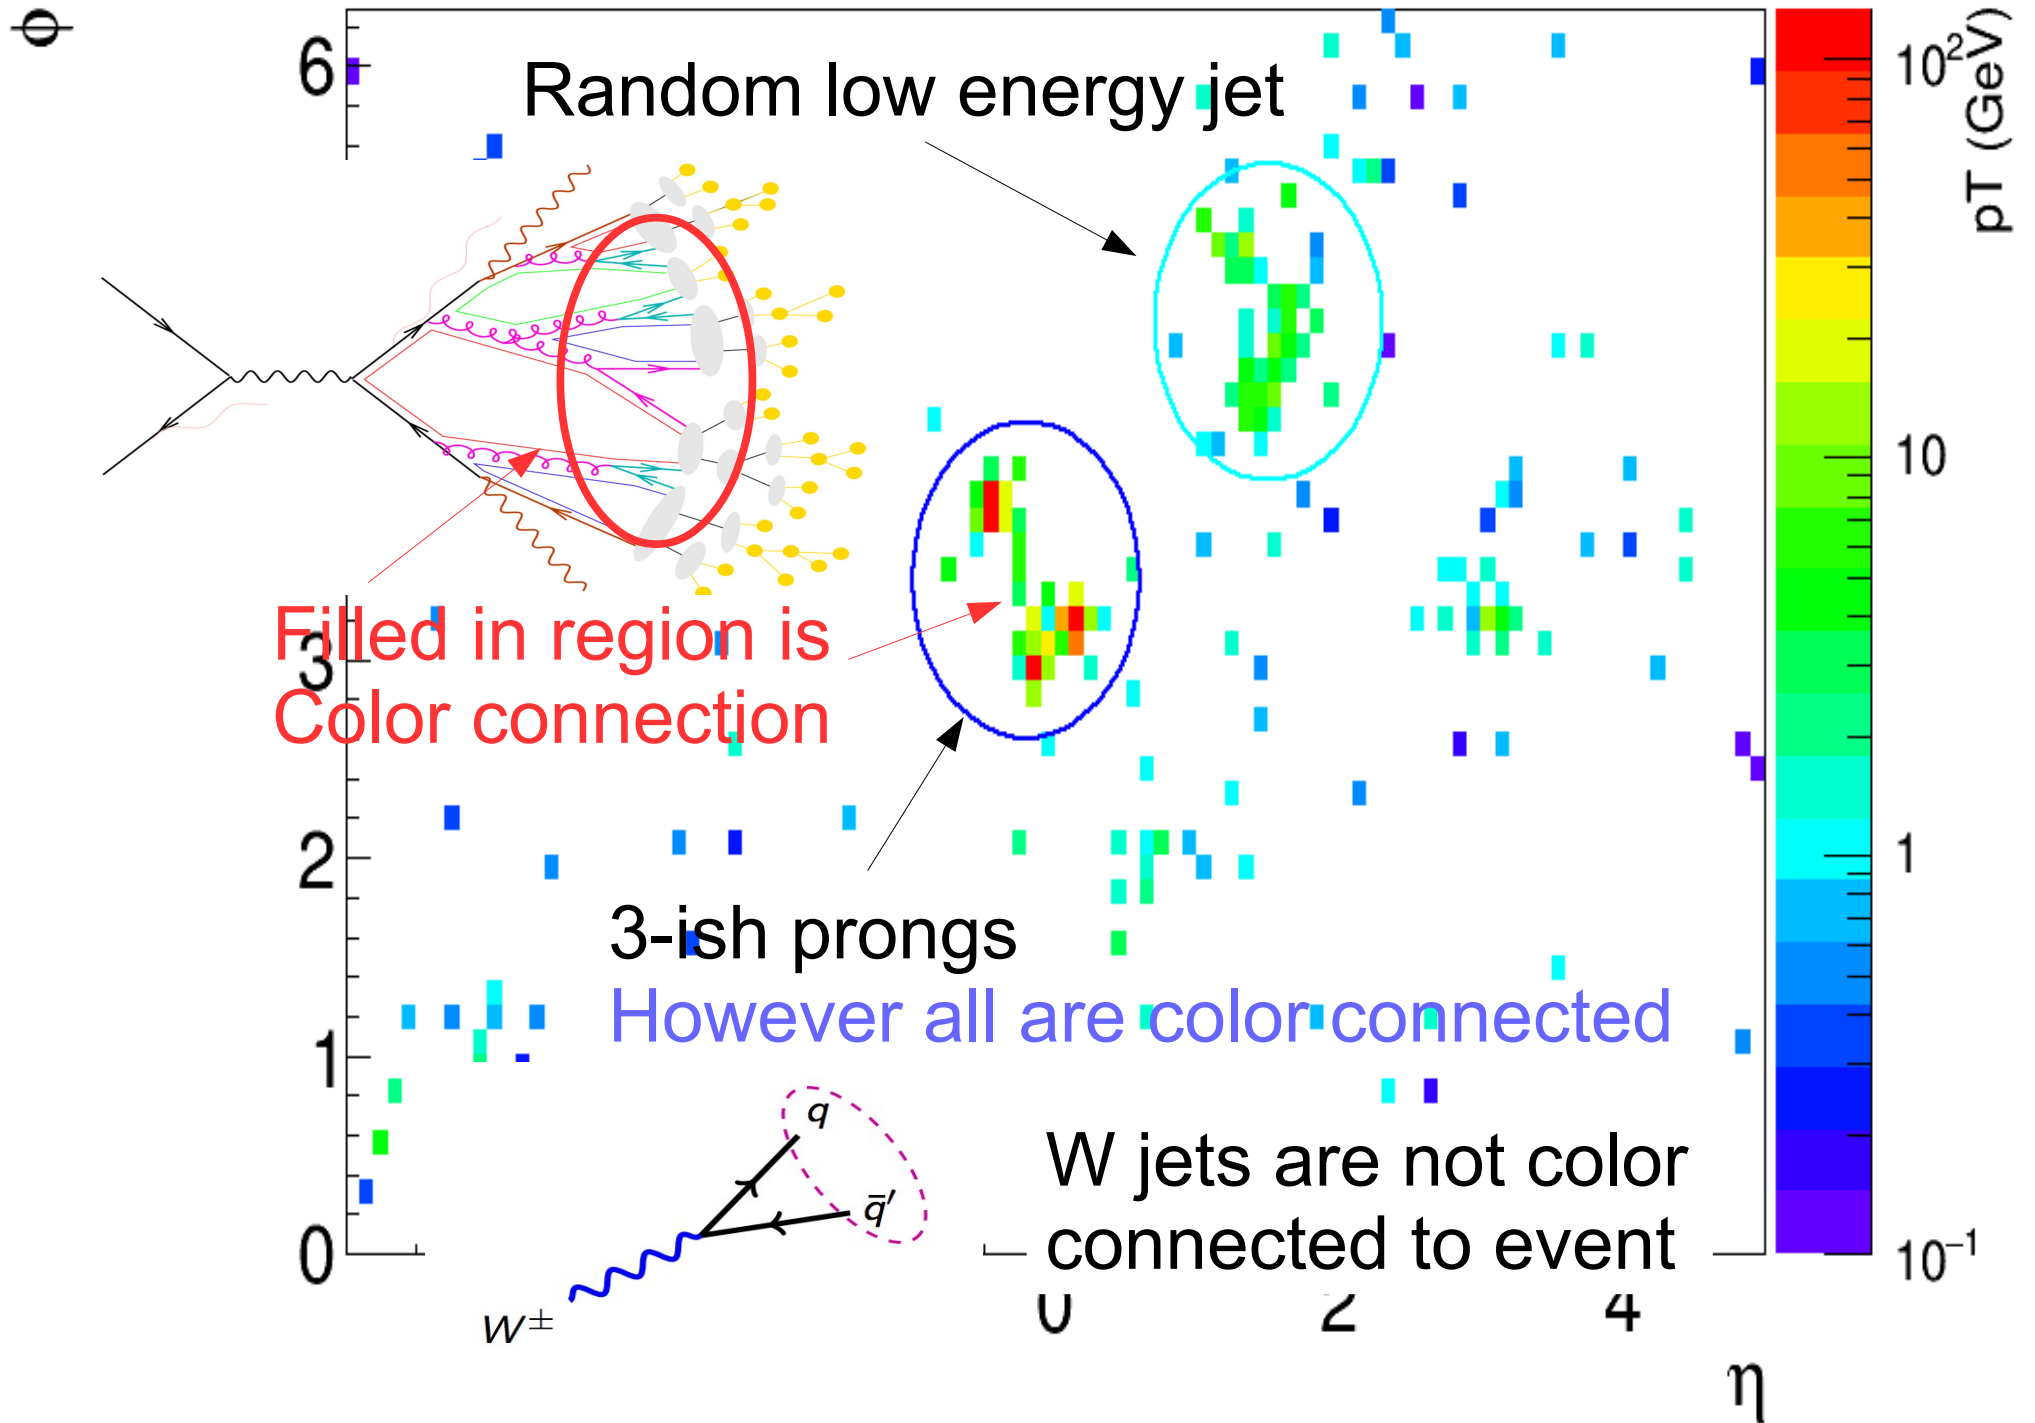 ϕ
6
Random low energy jet
10²
pT (GeV)
10
Filled in region is
3
Color connection
2
1
3-ish prongs
However all are color connected
1
q
q̄′
W±
W jets are not color
connected to event
0
10⁻¹
0
2
4
η